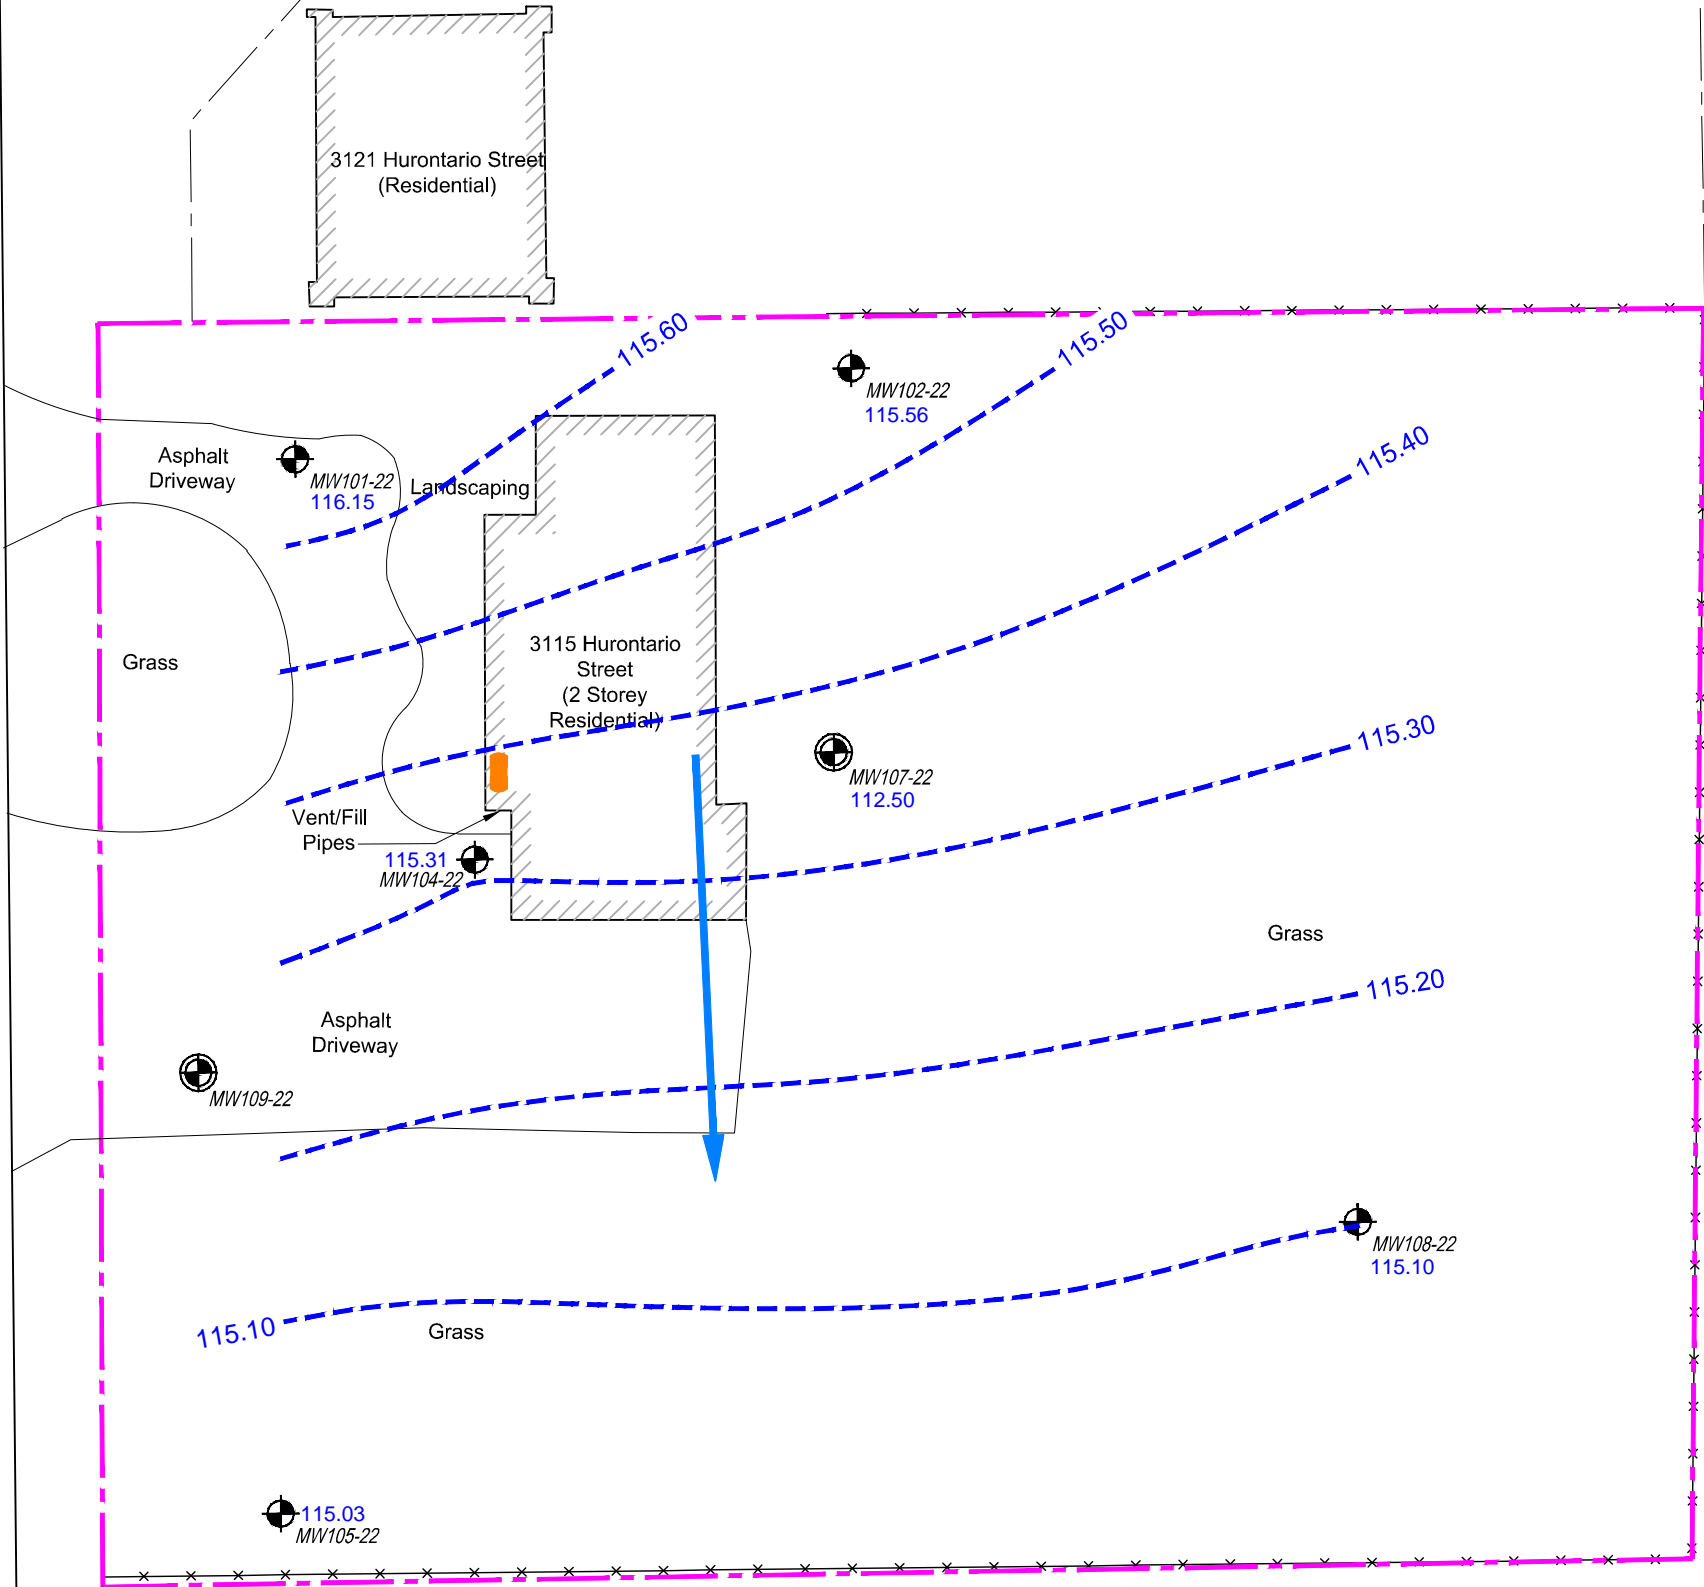 3121 Hurontario Street
(Residential)
115.60
115.50
MW102-22
115.56
115.40
Asphalt
Driveway
MW101-22
116.15
Landscaping
Grass
3115 Hurontario
Street
(2 Storey
Residential)
115.30
MW107-22
112.50
Vent/Fill
Pipes
115.31
MW104-22
Grass
115.20
Asphalt
Driveway
MW109-22
MW108-22
115.10
115.10
Grass
115.03
MW105-22